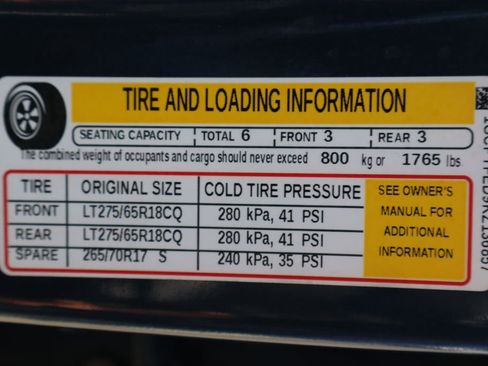 TIRE AND LOADING INFORMATION
SEATING CAPACITY TOTAL 6 FRONT 3 REAR 3
The combined weight of occupants and cargo should never exceed 800 kg or 1765 lbs
TIRE ORIGINAL SIZE COLD TIRE PRESSURE SEE OWNER'S
FRONT LT275/65R18CQ 280 kPa, 41 PSI MANUAL FOR
REAR LT275/65R18CQ 280 kPa, 41 PSI ADDITIONAL
SPARE 265/70R17 S 240 kPa, 35 PSI INFORMATION